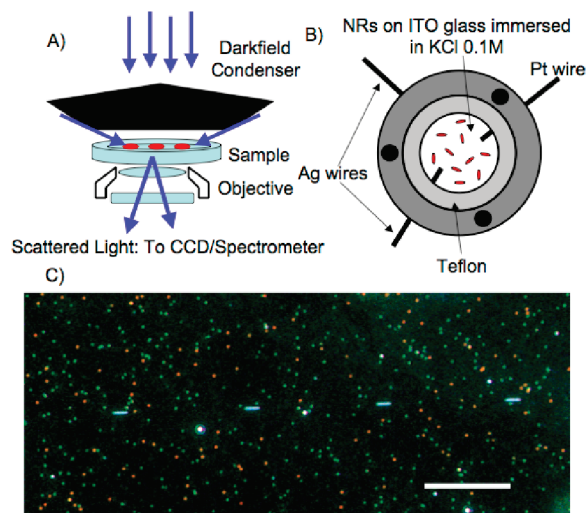 A)
Darkfield
Condenser
Sample
Objective
Scattered Light: To CCD/Spectrometer
B)
NRs on ITO glass immersed
in KCl 0.1M
Pt wire
Ag wires
Teflon
C)